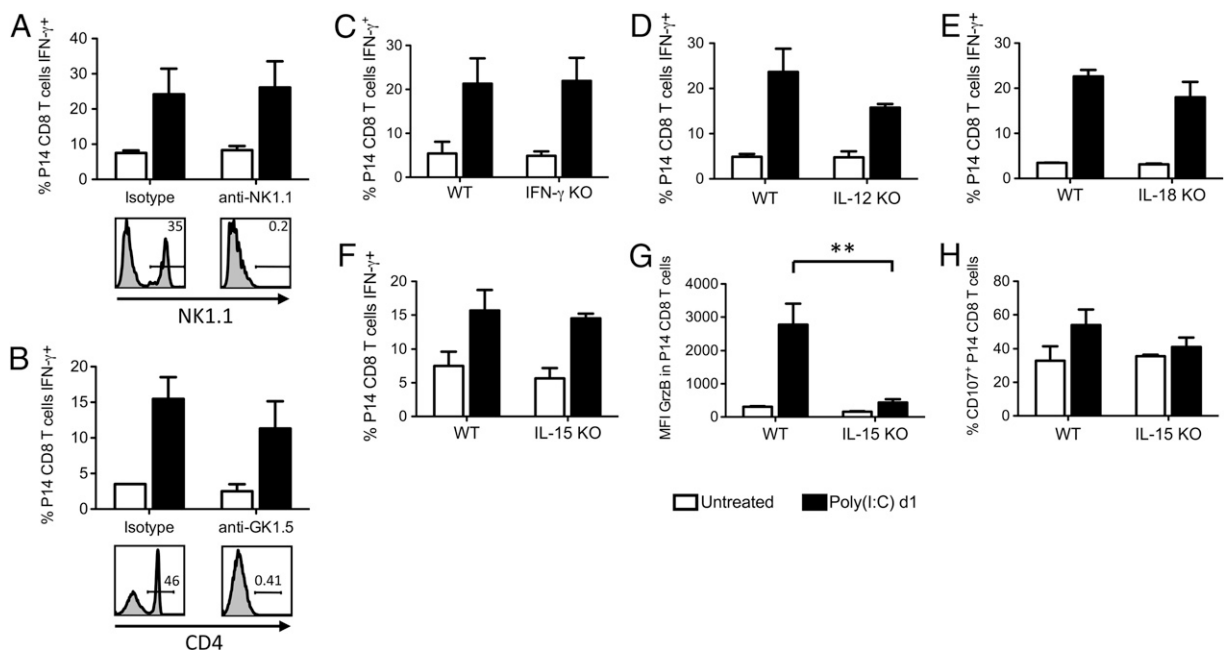 A
% P14 CD8 T cells IFN-γ+
40
30
20
10
0
Isotype anti-NK1.1
35
0.2
NK1.1
B
% P14 CD8 T cells IFN-γ+
20
15
10
5
0
Isotype anti-GK1.5
46
0.41
CD4
C
% P14 CD8 T cells IFN-γ+
30
20
10
0
WT IFN-γ KO
D
% P14 CD8 T cells IFN-γ+
30
20
10
0
WT IL-12 KO
E
% P14 CD8 T cells IFN-γ+
30
20
10
0
WT IL-18 KO
F
% P14 CD8 T cells IFN-γ+
20
15
10
5
0
WT IL-15 KO
G
MFI GrzB in P14 CD8 T cells
4000
3000
2000
1000
0
**
WT IL-15 KO
H
% CD107+ P14 CD8 T cells
80
60
40
20
0
WT IL-15 KO
Untreated Poly(I:C) d1